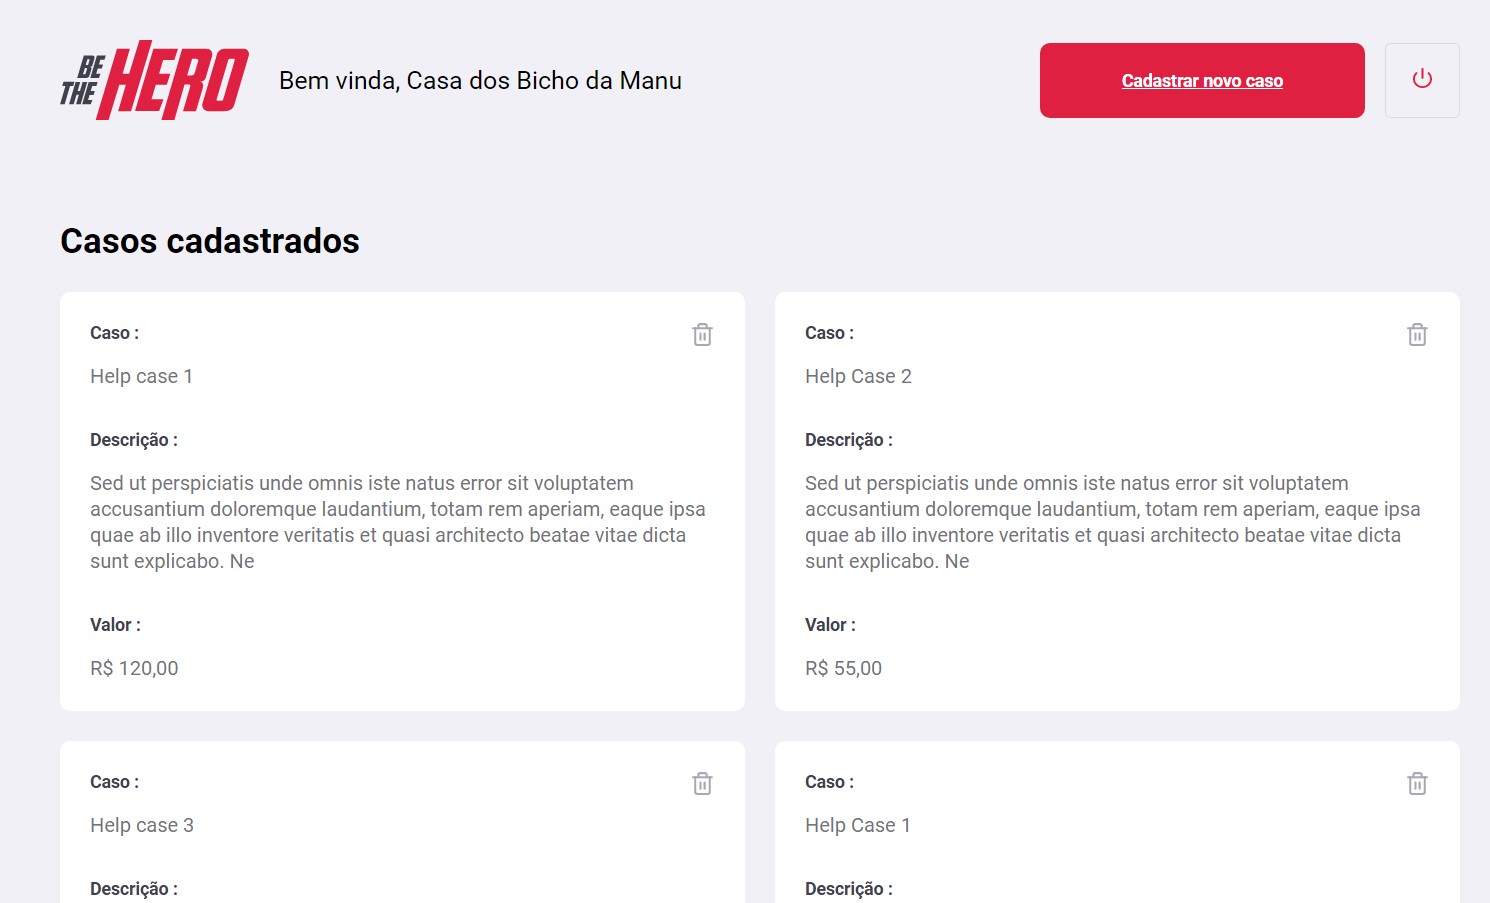 BE THE HERO
Bem vinda, Casa dos Bicho da Manu
Cadastrar novo caso
Casos cadastrados
Caso :
Help case 1
Descrição :
Sed ut perspiciatis unde omnis iste natus error sit voluptatem
accusantium doloremque laudantium, totam rem aperiam, eaque ipsa
quae ab illo inventore veritatis et quasi architecto beatae vitae dicta
sunt explicabo. Ne
Valor :
R$ 120,00
Caso :
Help Case 2
Descrição :
Sed ut perspiciatis unde omnis iste natus error sit voluptatem
accusantium doloremque laudantium, totam rem aperiam, eaque ipsa
quae ab illo inventore veritatis et quasi architecto beatae vitae dicta
sunt explicabo. Ne
Valor :
R$ 55,00
Caso :
Help case 3
Descrição :
Caso :
Help Case 1
Descrição :